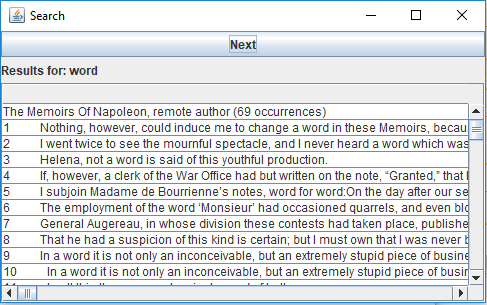 Search
Next
Results for: word
The Memoirs Of Napoleon, remote author (69 occurrences)
1 Nothing, however, could induce me to change a word in these Memoirs, becau
2 I went twice to see the mournful spectacle, and I never heard a word which was
3 Helena, not a word is said of this youthful production.
4 If, however, a clerk of the War Office had but written on the note, “Granted,” that l
5 I subjoin Madame de Bourrienne’s notes, word for word:On the day after our se
6 The employment of the word ‘Monsieur’ had occasioned quarrels, and even blo
7 General Augereau, in whose division these contests had taken place, publishe
8 That he had a suspicion of this kind is certain; but I must own that I was never b
9 In a word it is not only an inconceivable, but an extremely stupid piece of busine
10 In a word it is not only an inconceivable, but an extremely stupid piece of busin